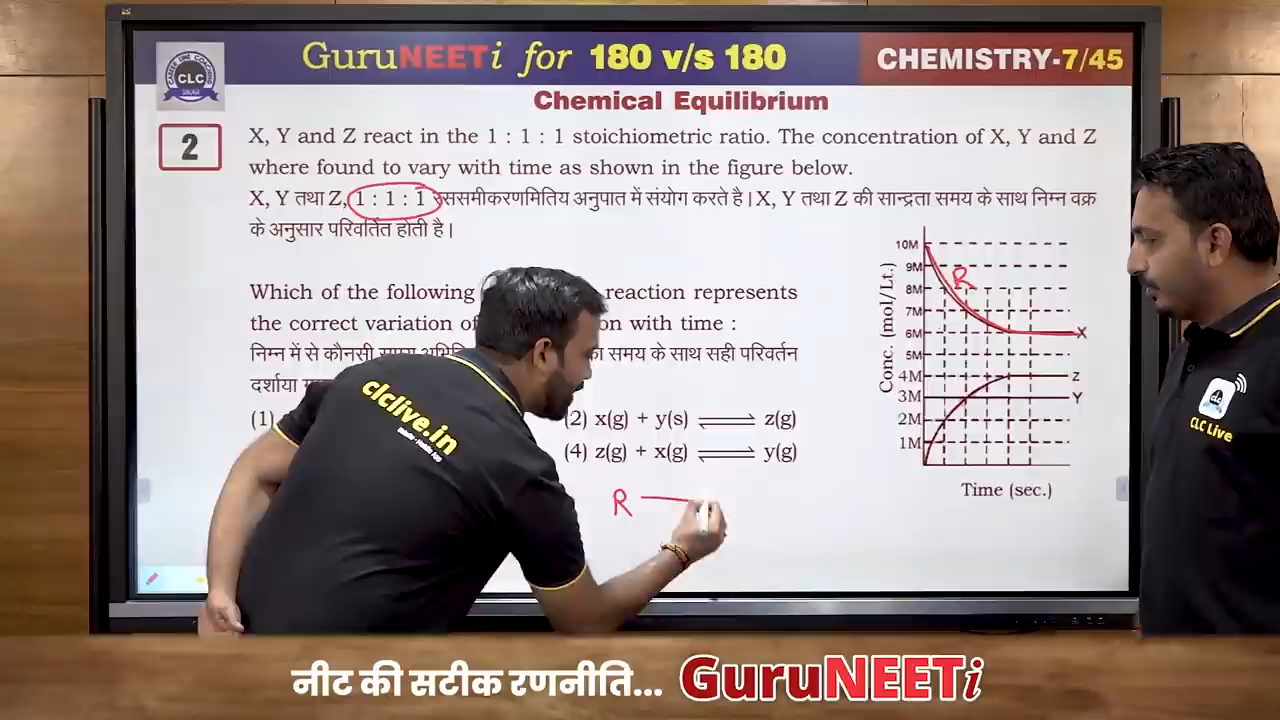 GuruNEETi for 180 v/s 180
CHEMISTRY-7/45
CLC
SIKAR
Chemical Equilibrium
2
X, Y and Z react in the 1 : 1 : 1 stoichiometric ratio. The concentration of X, Y and Z
where found to vary with time as shown in the figure below.
X, Y तथा Z, 1 : 1 : 1 रससमीकरणमितिय अनुपात में संयोग करते है। X, Y तथा Z की सान्द्रता समय के साथ निम्न वक्र
के अनुसार परिवर्तित होती है।
Which of the following reaction represents
the correct variation of on with time :
निम्न में से कौनसी का समय के साथ सही परिवर्तन
दर्शाया
(1)
(2) x(g) + y(s) ⇌ z(g)
(4) z(g) + x(g) ⇌ y(g)
R
Conc. (mol/Lt.)
10M
9M
8M
7M
6M
5M
4M
3M
2M
1M
R
X
Z
Y
Time (sec.)
clclive.in
CLC
CLC Live
नीट की सटीक रणनीति... GuruNEETi